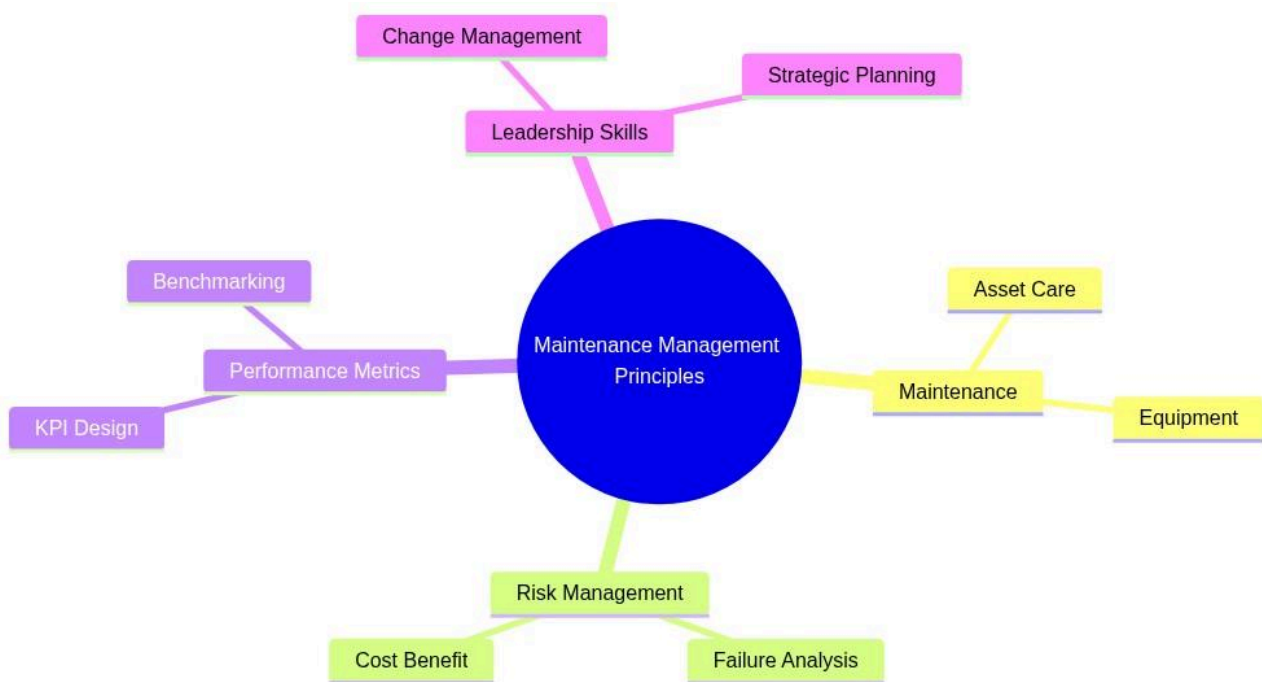 Change Management
Strategic Planning
Leadership Skills
Benchmarking
Asset Care
Maintenance Management
Principles
Performance Metrics
Maintenance
KPI Design
Equipment
Risk Management
Cost Benefit
Failure Analysis